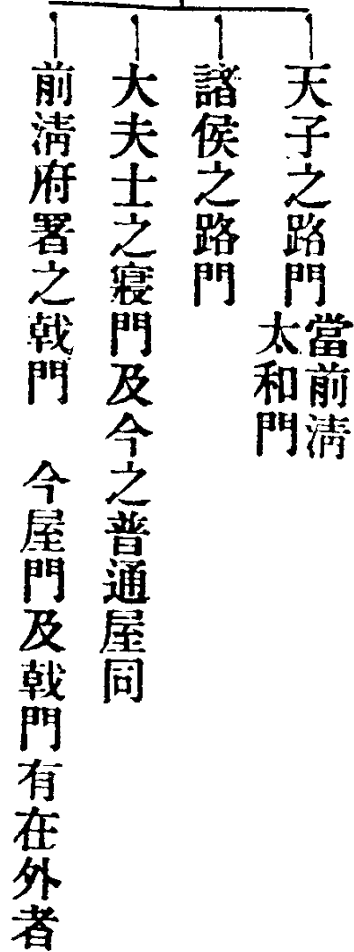 天子之路門當前淸太和門
諸侯之路門
大夫士之寢門及今之普通屋同
前淸府署之戟門　今屋門及戟門有在外者